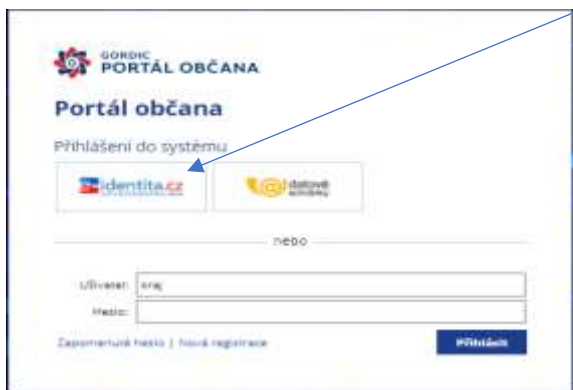 GORDIC
PORTÁL OBČANA
Portál občana
Přihlášení do systému
identita.cz
datové schránky
nebo
Uživatel: kraj
Heslo:
Zapomenuté heslo | Nová registrace
Přihlásit